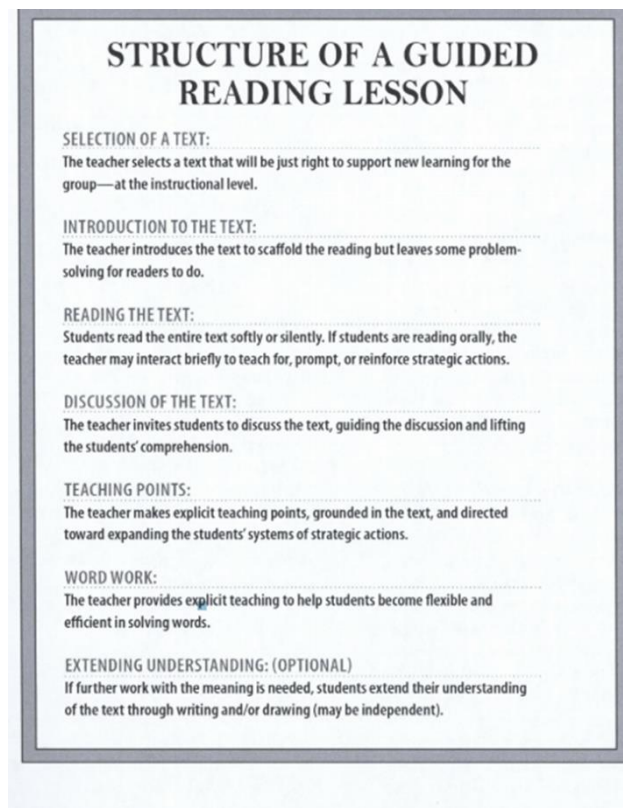 STRUCTURE OF A GUIDED
READING LESSON
SELECTION OF A TEXT:
The teacher selects a text that will be just right to support new learning for the
group—at the instructional level.
INTRODUCTION TO THE TEXT:
The teacher introduces the text to scaffold the reading but leaves some problem-
solving for readers to do.
READING THE TEXT:
Students read the entire text softly or silently. If students are reading orally, the
teacher may interact briefly to teach for, prompt, or reinforce strategic actions.
DISCUSSION OF THE TEXT:
The teacher invites students to discuss the text, guiding the discussion and lifting
the students' comprehension.
TEACHING POINTS:
The teacher makes explicit teaching points, grounded in the text, and directed
toward expanding the students' systems of strategic actions.
WORD WORK:
The teacher provides explicit teaching to help students become flexible and
efficient in solving words.
EXTENDING UNDERSTANDING: (OPTIONAL)
If further work with the meaning is needed, students extend their understanding
of the text through writing and/or drawing (may be independent).